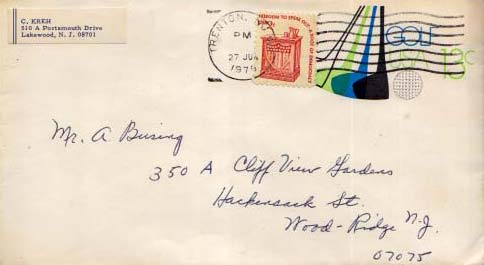 C. KREH
510 A Portsmouth Drive
Lakewood, N. J. 08701
TRENTON,
PM
27 JUN
FREEDOM TO SPEAK OUT
A ROOT OF DEMOCRACY
GOLF
USA 13c
Mr. A. Busing
350 A Cliff View Gardens
Hackensack St.
Wood-Ridge N.J.
07075